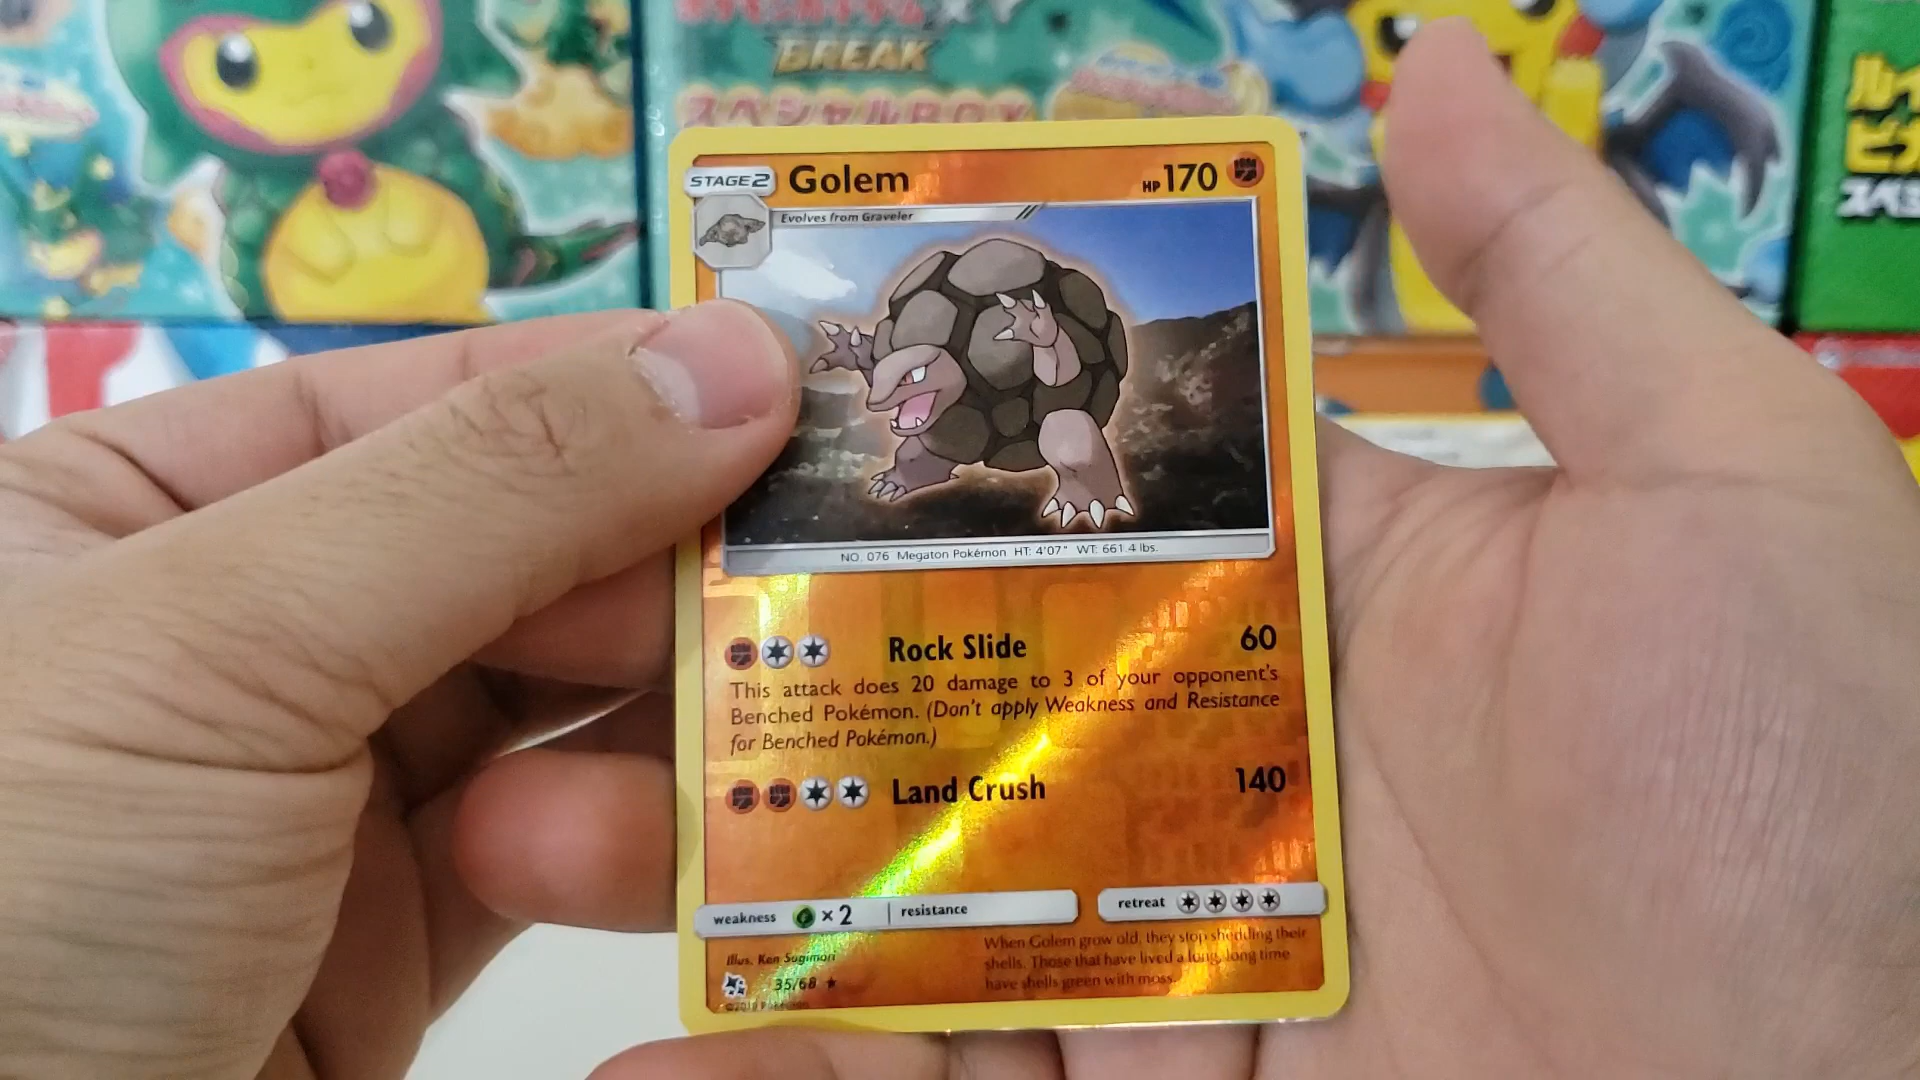 BREAK
スペシャルBOX
STAGE2 Golem HP170
Evolves from Graveler
NO. 076 Megaton Pokémon HT: 4'07" WT: 661.4 lbs.
Rock Slide 60
This attack does 20 damage to 3 of your opponent's
Benched Pokémon. (Don't apply Weakness and Resistance
for Benched Pokémon.)
Land Crush 140
weakness ×2 resistance
retreat
When Golem grow old, they stop shedding their
shells. Those that have lived a long, long time
have shells green with moss.
Illus. Ken Sugimori
35/68